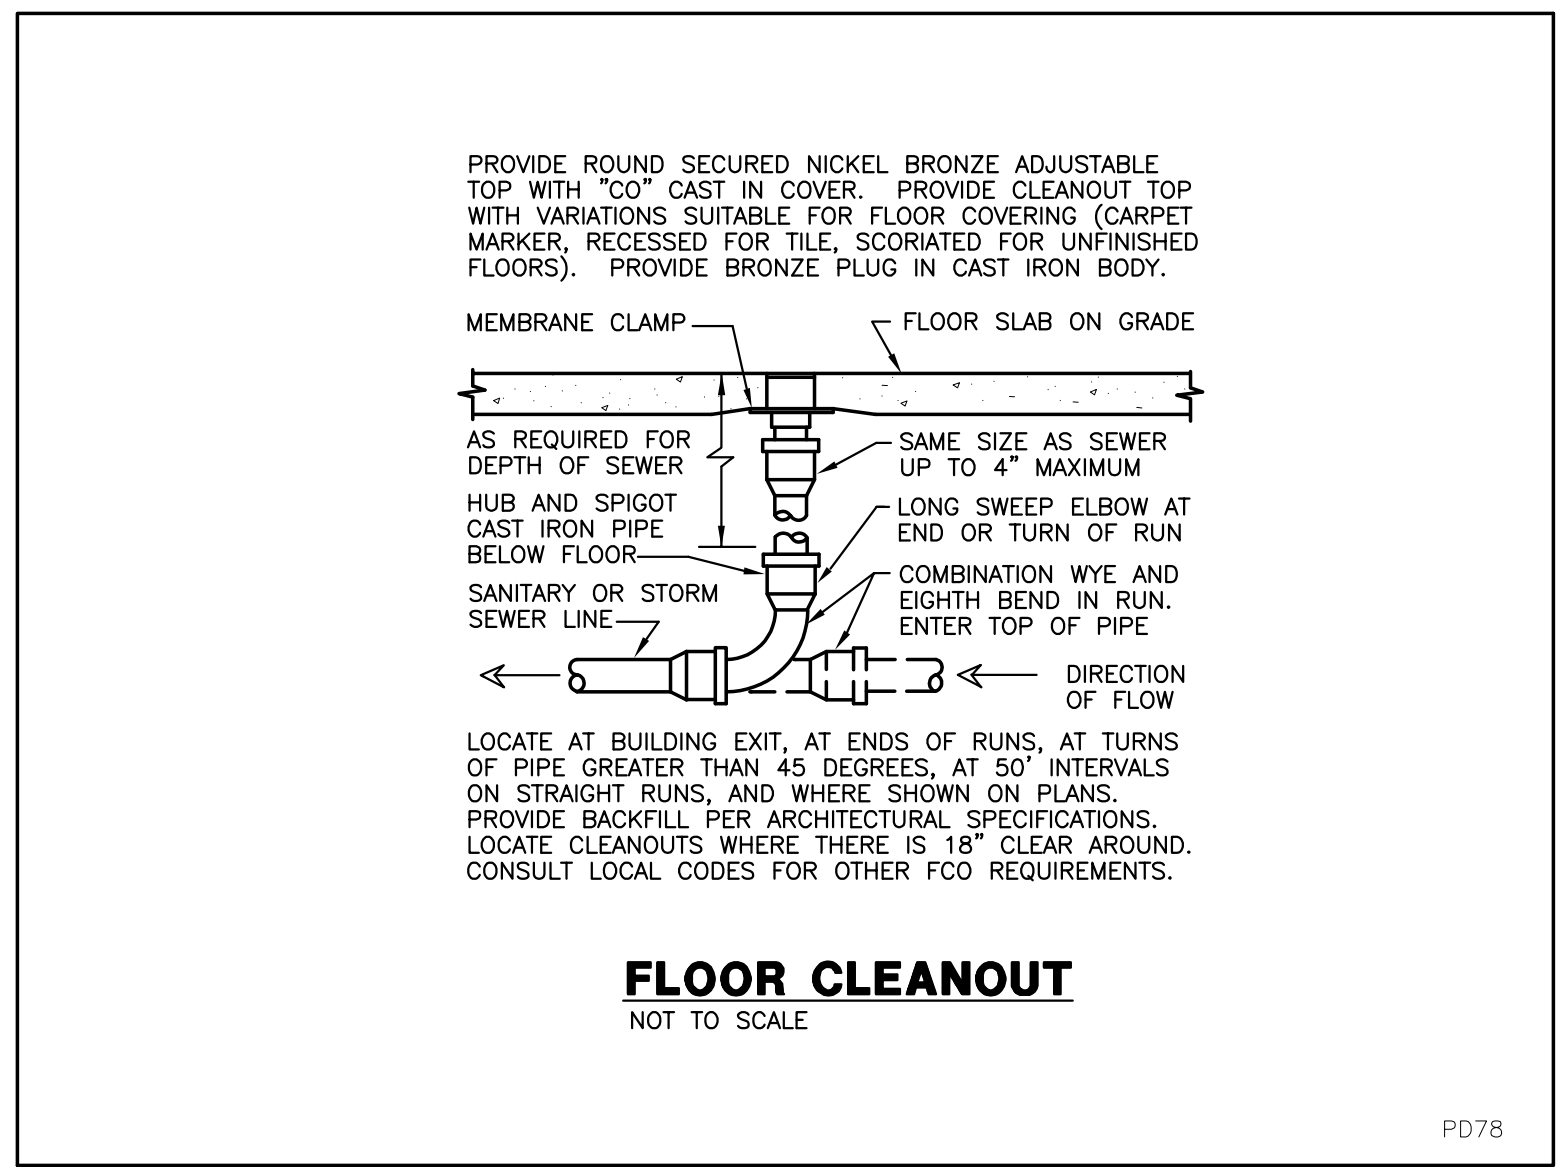 PROVIDE ROUND SECURED NICKEL BRONZE ADJUSTABLE
TOP WITH "CO" CAST IN COVER. PROVIDE CLEANOUT TOP
WITH VARIATIONS SUITABLE FOR FLOOR COVERING (CARPET
MARKER, RECESSED FOR TILE, SCORIATED FOR UNFINISHED
FLOORS). PROVIDE BRONZE PLUG IN CAST IRON BODY.
MEMBRANE CLAMP
FLOOR SLAB ON GRADE
AS REQUIRED FOR
DEPTH OF SEWER
SAME SIZE AS SEWER
UP TO 4" MAXIMUM
HUB AND SPIGOT
CAST IRON PIPE
BELOW FLOOR
LONG SWEEP ELBOW AT
END OR TURN OF RUN
SANITARY OR STORM
SEWER LINE
COMBINATION WYE AND
EIGHTH BEND IN RUN.
ENTER TOP OF PIPE
DIRECTION
OF FLOW
LOCATE AT BUILDING EXIT, AT ENDS OF RUNS, AT TURNS
OF PIPE GREATER THAN 45 DEGREES, AT 50' INTERVALS
ON STRAIGHT RUNS, AND WHERE SHOWN ON PLANS.
PROVIDE BACKFILL PER ARCHITECTURAL SPECIFICATIONS.
LOCATE CLEANOUTS WHERE THERE IS 18" CLEAR AROUND.
CONSULT LOCAL CODES FOR OTHER FCO REQUIREMENTS.
FLOOR CLEANOUT
NOT TO SCALE
PD78